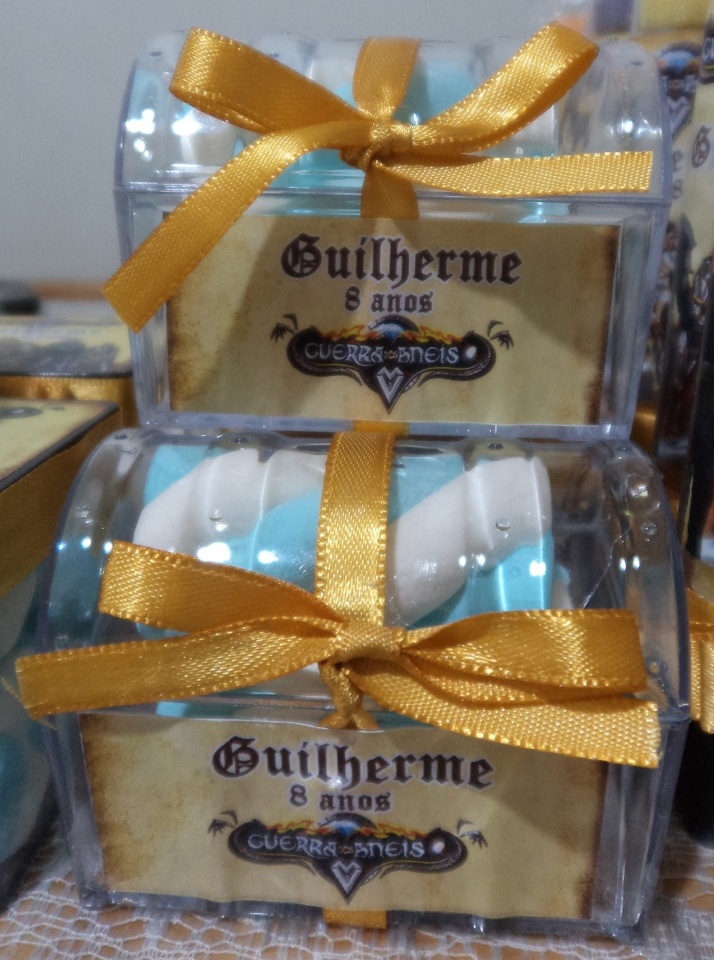 Guilherme
8 anos
GUERRA DOS ANEIS
Guilherme
8 anos
GUERRA DOS ANEIS